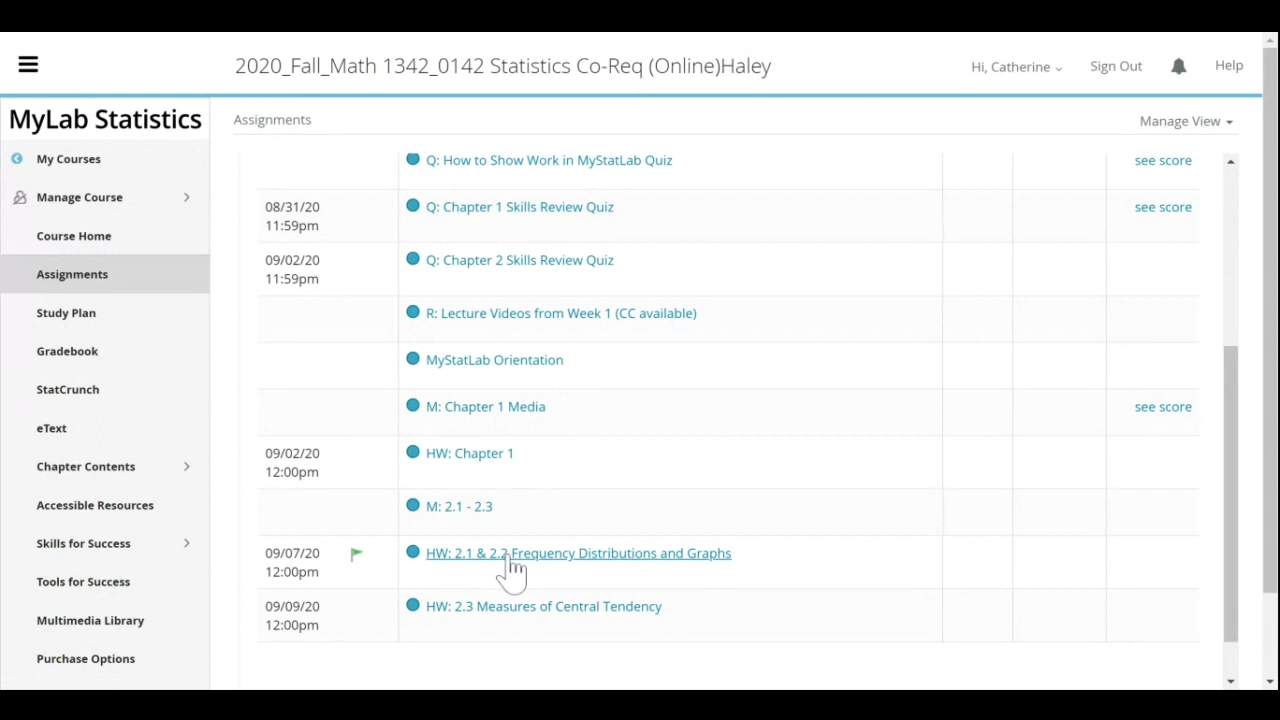 2020_Fall_Math 1342_0142 Statistics Co-Req (Online)Haley
Hi, Catherine
Sign Out
Help
MyLab Statistics
My Courses
Manage Course
Course Home
Assignments
Study Plan
Gradebook
StatCrunch
eText
Chapter Contents
Accessible Resources
Skills for Success
Tools for Success
Multimedia Library
Purchase Options
Assignments
Manage View
Q: How to Show Work in MyStatLab Quiz
see score
08/31/20
11:59pm
Q: Chapter 1 Skills Review Quiz
see score
09/02/20
11:59pm
Q: Chapter 2 Skills Review Quiz
R: Lecture Videos from Week 1 (CC available)
MyStatLab Orientation
M: Chapter 1 Media
see score
09/02/20
12:00pm
HW: Chapter 1
M: 2.1 - 2.3
09/07/20
12:00pm
HW: 2.1 & 2.2 Frequency Distributions and Graphs
09/09/20
12:00pm
HW: 2.3 Measures of Central Tendency